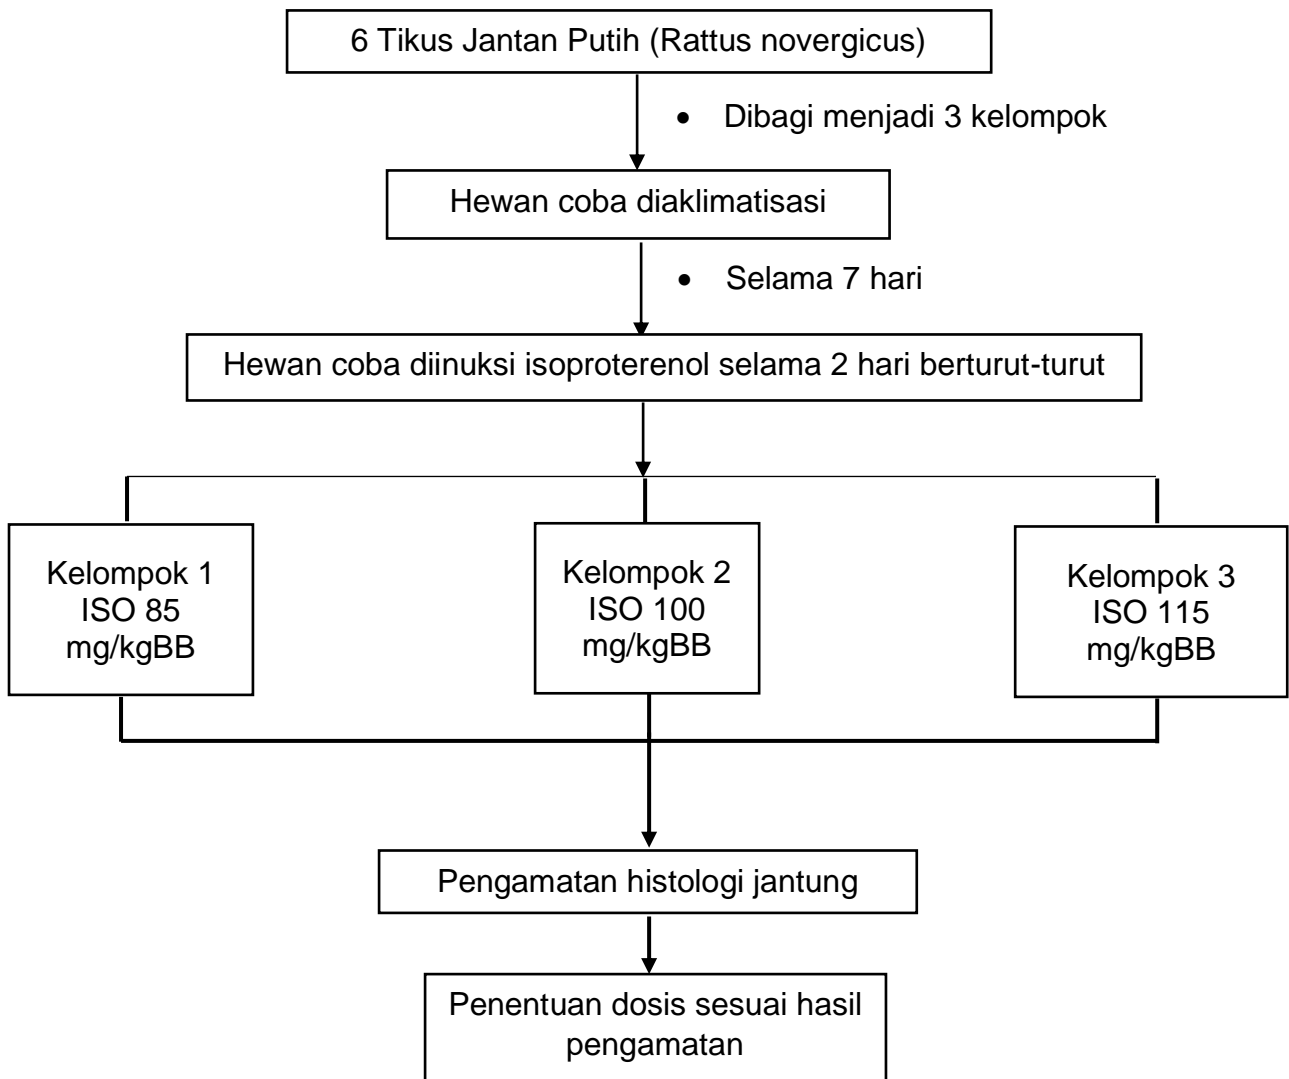 6 Tikus Jantan Putih (Rattus novergicus)
• Dibagi menjadi 3 kelompok
Hewan coba diaklimatisasi
• Selama 7 hari
Hewan coba diinuksi isoproterenol selama 2 hari berturut-turut
Kelompok 1
ISO 85
mg/kgBB
Kelompok 2
ISO 100
mg/kgBB
Kelompok 3
ISO 115
mg/kgBB
Pengamatan histologi jantung
Penentuan dosis sesuai hasil
pengamatan